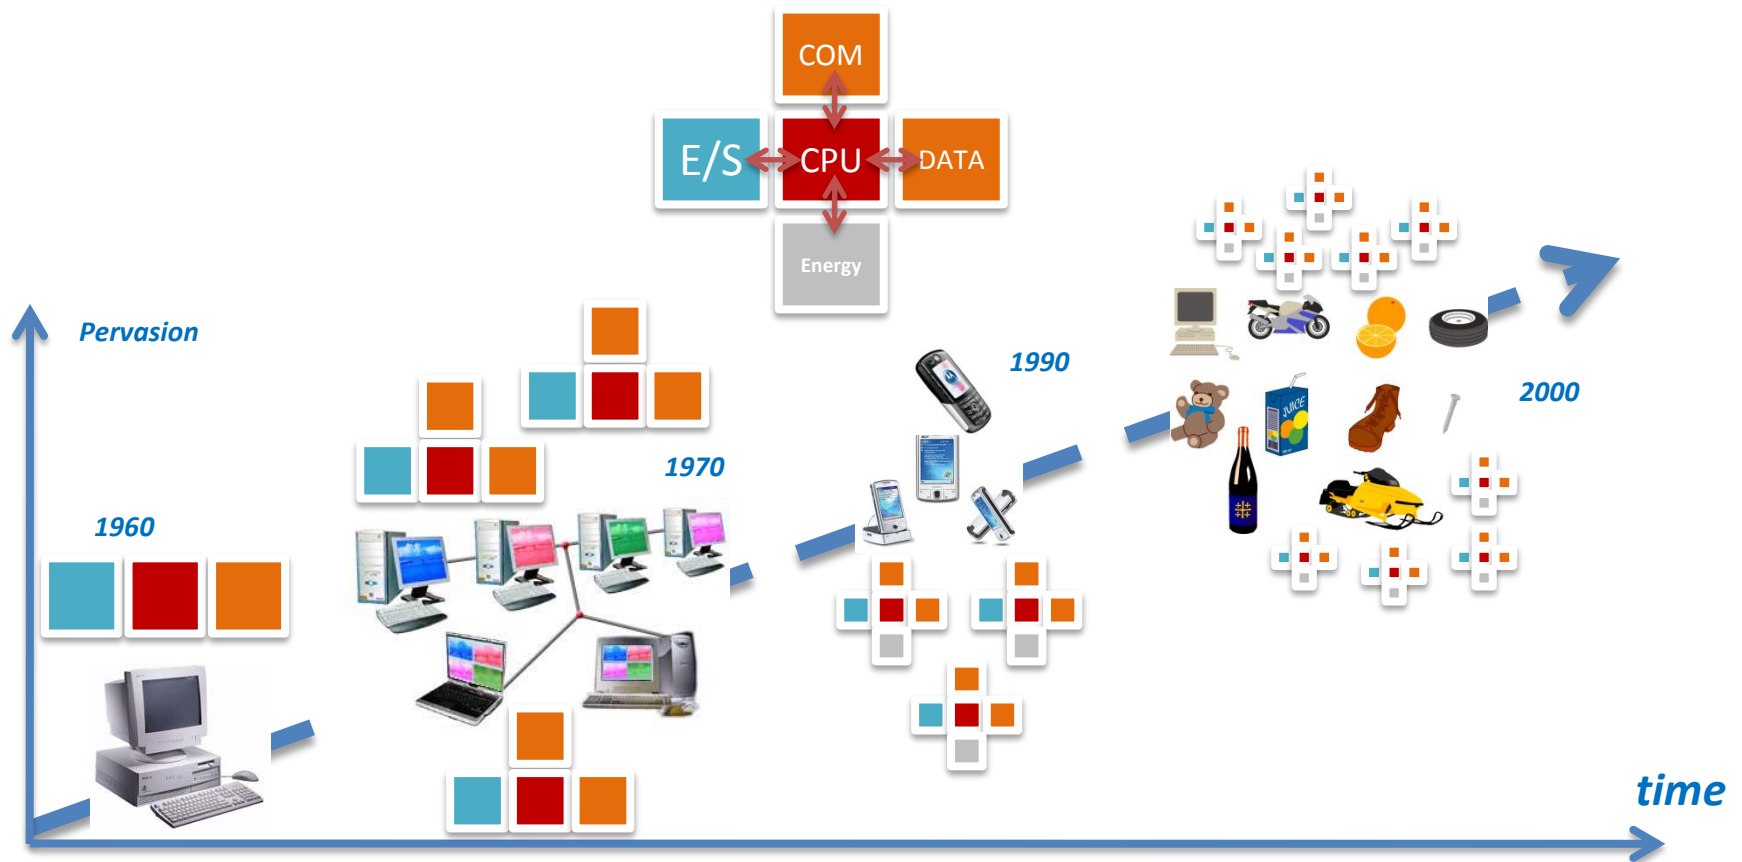 COM
E/S
CPU
DATA
Energy
Pervasion
1990
2000
1970
1960
JUICE
time